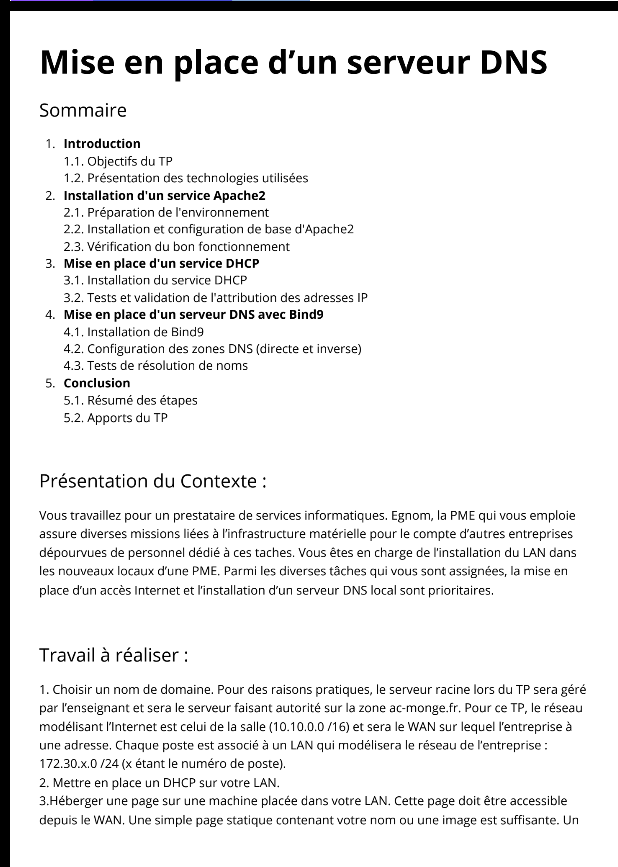 Mise en place d’un serveur DNS
Sommaire
1. Introduction
1.1. Objectifs du TP
1.2. Présentation des technologies utilisées
2. Installation d'un service Apache2
2.1. Préparation de l'environnement
2.2. Installation et configuration de base d'Apache2
2.3. Vérification du bon fonctionnement
3. Mise en place d'un service DHCP
3.1. Installation du service DHCP
3.2. Tests et validation de l'attribution des adresses IP
4. Mise en place d'un serveur DNS avec Bind9
4.1. Installation de Bind9
4.2. Configuration des zones DNS (directe et inverse)
4.3. Tests de résolution de noms
5. Conclusion
5.1. Résumé des étapes
5.2. Apports du TP
Présentation du Contexte :
Vous travaillez pour un prestataire de services informatiques. Egnom, la PME qui vous emploie
assure diverses missions liées à l’infrastructure matérielle pour le compte d’autres entreprises
dépourvues de personnel dédié à ces taches. Vous êtes en charge de l’installation du LAN dans
les nouveaux locaux d’une PME. Parmi les diverses tâches qui vous sont assignées, la mise en
place d’un accès Internet et l’installation d’un serveur DNS local sont prioritaires.
Travail à réaliser :
1. Choisir un nom de domaine. Pour des raisons pratiques, le serveur racine lors du TP sera géré
par l’enseignant et sera le serveur faisant autorité sur la zone ac-monge.fr. Pour ce TP, le réseau
modélisant l’Internet est celui de la salle (10.10.0.0 /16) et sera le WAN sur lequel l’entreprise à
une adresse. Chaque poste est associé à un LAN qui modélisera le réseau de l’entreprise :
172.30.x.0 /24 (x étant le numéro de poste).
2. Mettre en place un DHCP sur votre LAN.
3.Héberger une page sur une machine placée dans votre LAN. Cette page doit être accessible
depuis le WAN. Une simple page statique contenant votre nom ou une image est suffisante. Un